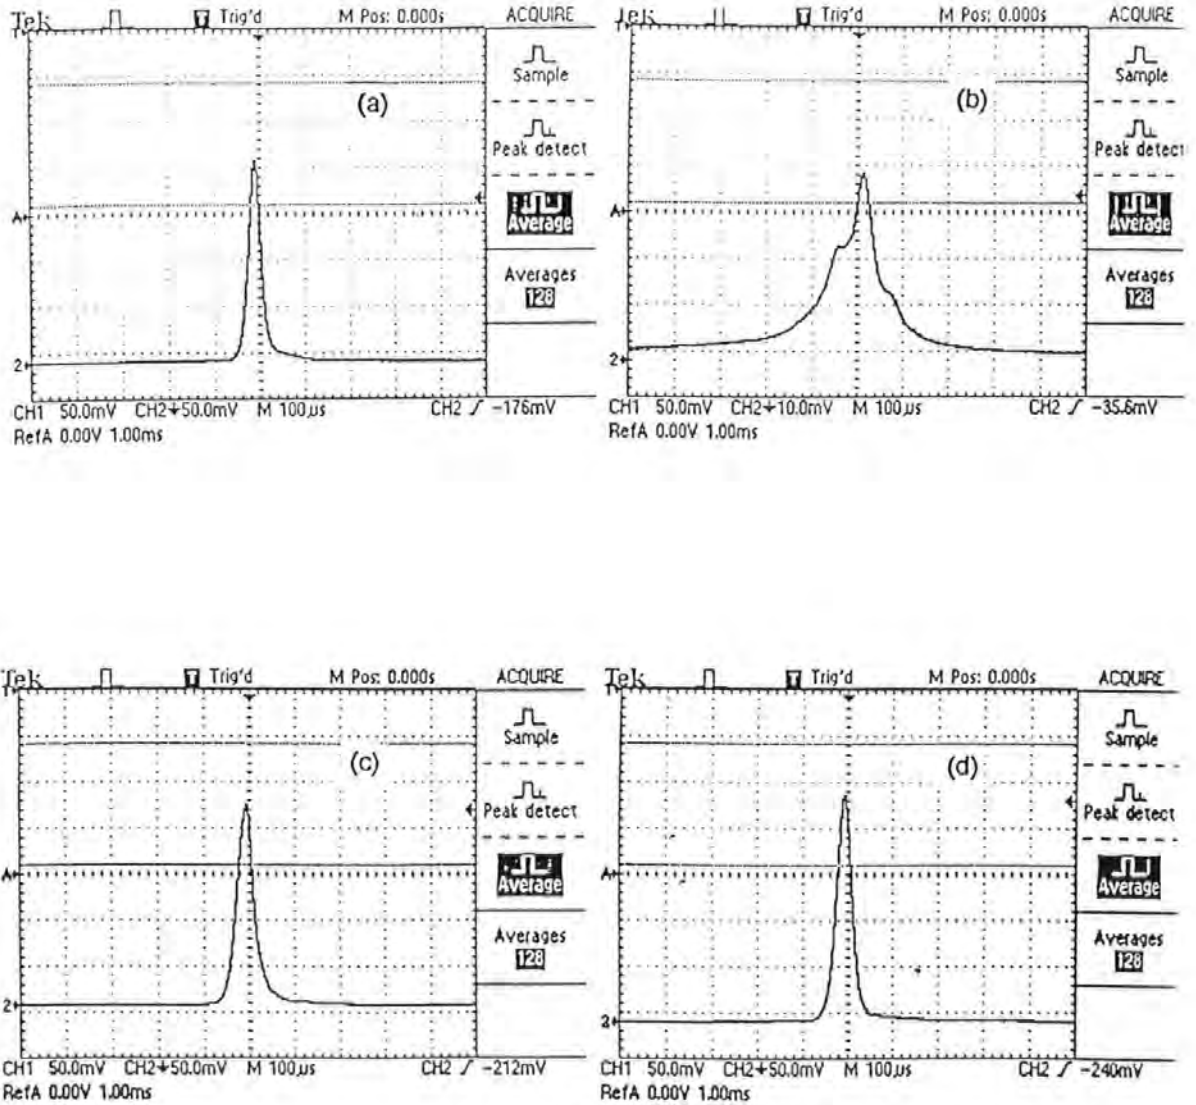 Tek Trig'd M Pos: 0.000s ACQUIRE
Sample
(a)
Peak detect
A
Average
Averages
128
2
CH1 50.0mV CH2 50.0mV M 100µs CH2 -176mV
RefA 0.00V 1.00ms
Tek Trig'd M Pos: 0.000s ACQUIRE
Sample
(b)
Peak detect
A
Average
Averages
128
2
CH1 50.0mV CH2 10.0mV M 100µs CH2 -35.6mV
RefA 0.00V 1.00ms
Tek Trig'd M Pos: 0.000s ACQUIRE
Sample
(c)
Peak detect
A
Average
Averages
128
2
CH1 50.0mV CH2 50.0mV M 100µs CH2 -212mV
RefA 0.00V 1.00ms
Tek Trig'd M Pos: 0.000s ACQUIRE
Sample
(d)
Peak detect
A
Average
Averages
128
2
CH1 50.0mV CH2 50.0mV M 100µs CH2 -240mV
RefA 0.00V 1.00ms